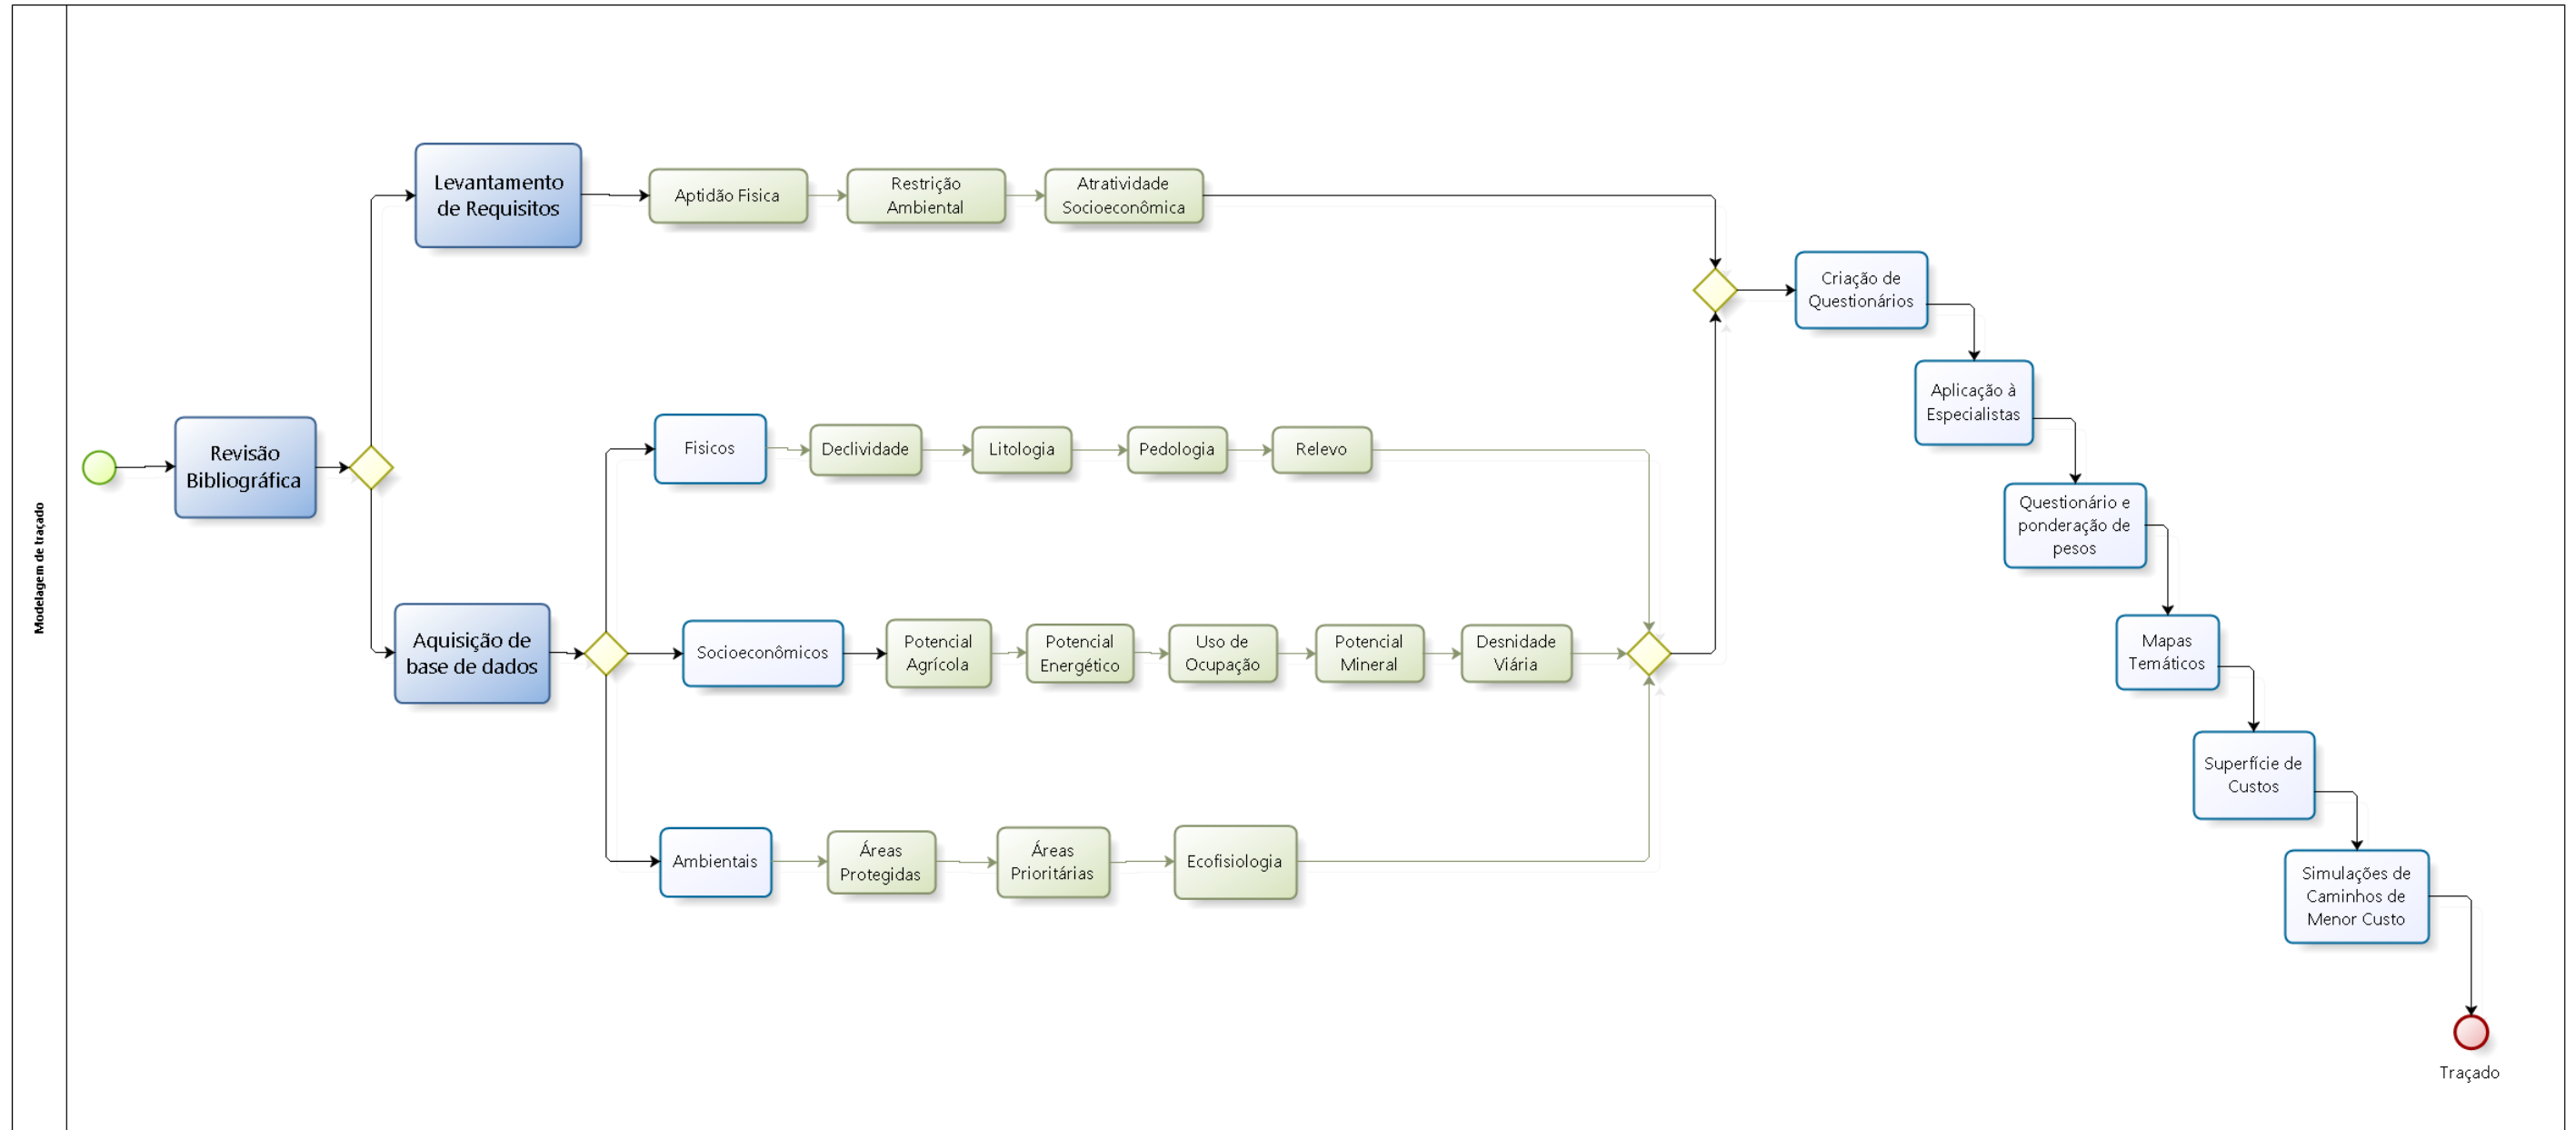 Modelagem de traçado
Revisão
Bibliográfica
Levantamento
de Requisitos
Aptidão Fisica
Restrição
Ambiental
Atratividade
Socioeconômica
Aquisição de
base de dados
Fisicos
Declividade
Litologia
Pedologia
Relevo
Socioeconômicos
Potencial
Agrícola
Potencial
Energético
Uso de
Ocupação
Potencial
Mineral
Desnidade
Viária
Ambientais
Áreas
Protegidas
Áreas
Prioritárias
Ecofisiologia
Criação de
Questionários
Aplicação à
Especialistas
Questionário e
ponderação de
pesos
Mapas
Temáticos
Superfície de
Custos
Simulações de
Caminhos de
Menor Custo
Traçado